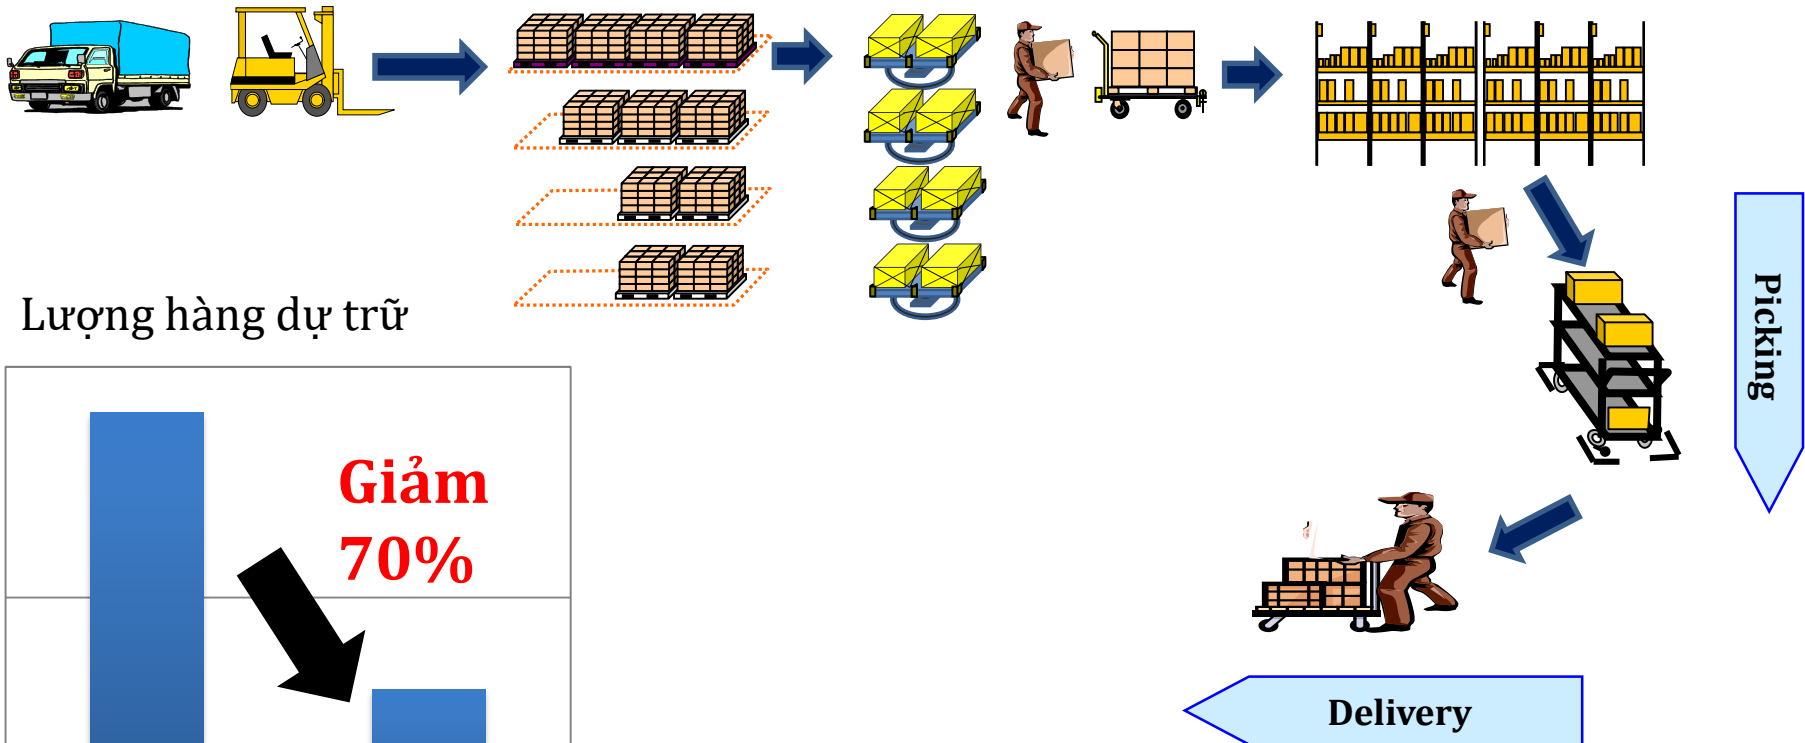 Lượng hàng dự trữ
Giảm
70%
Picking
Delivery